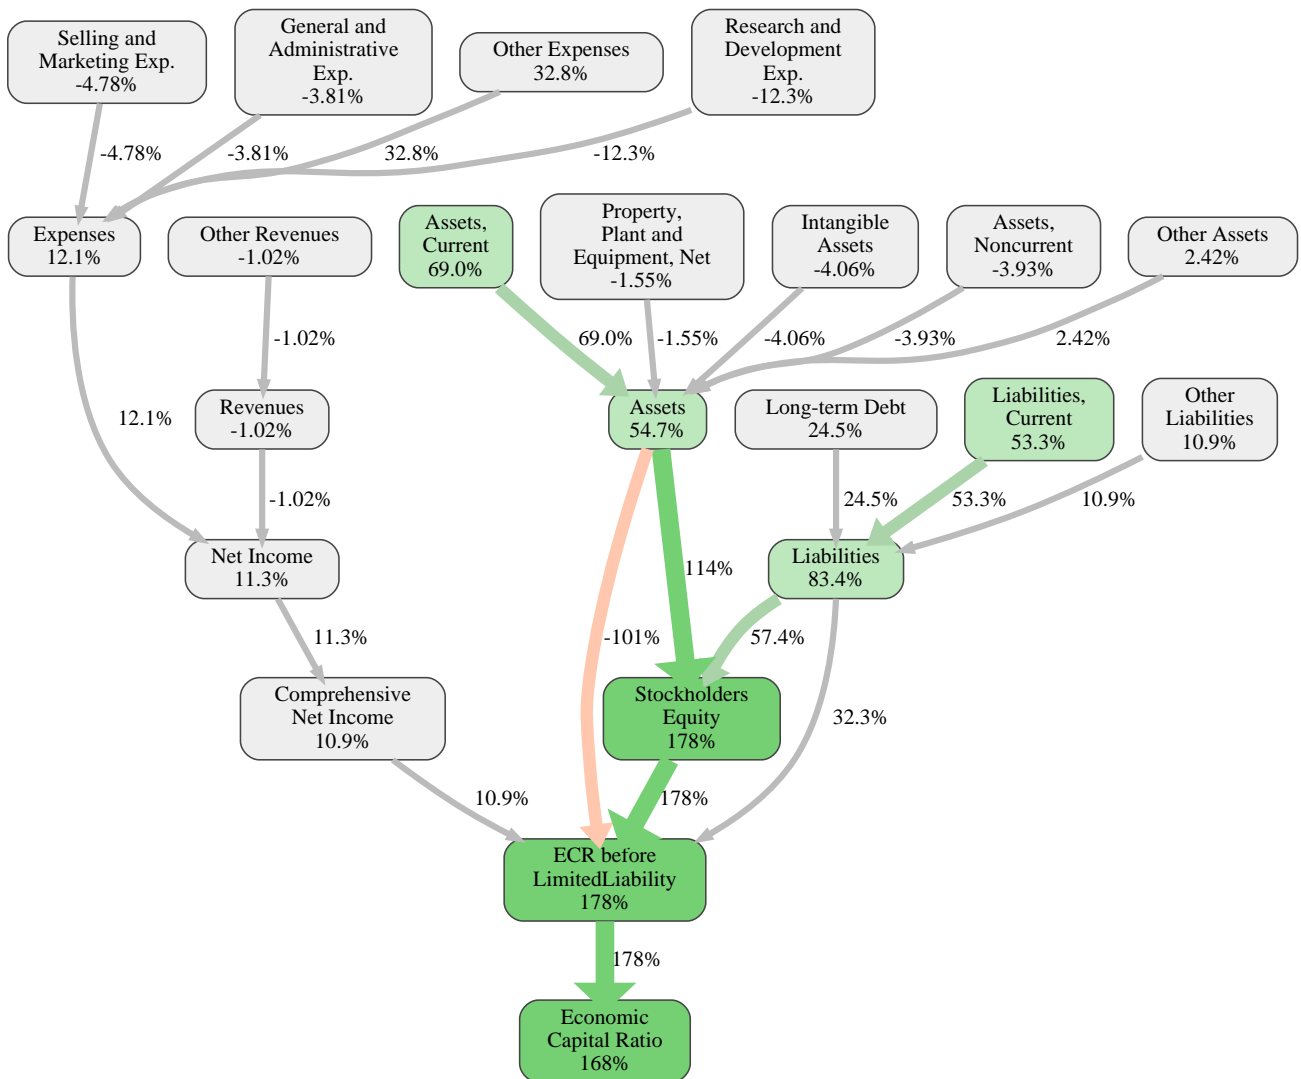 Selling and
Marketing Exp.
-4.78%
General and
Administrative
Exp.
-3.81%
Other Expenses
32.8%
Research and
Development
Exp.
-12.3%
-4.78%
-3.81%
32.8%
-12.3%
Expenses
12.1%
Other Revenues
-1.02%
Assets,
Current
69.0%
Property,
Plant and
Equipment, Net
-1.55%
Intangible
Assets
-4.06%
Assets,
Noncurrent
-3.93%
Other Assets
2.42%
-1.02%
69.0%
-1.55%
-4.06%
-3.93%
2.42%
12.1%
Revenues
-1.02%
Assets
54.7%
Long-term Debt
24.5%
Liabilities,
Current
53.3%
Other
Liabilities
10.9%
-1.02%
24.5%
53.3%
10.9%
Net Income
11.3%
114%
Liabilities
83.4%
11.3%
-101%
57.4%
Comprehensive
Net Income
10.9%
Stockholders
Equity
178%
32.3%
10.9%
178%
ECR before
LimitedLiability
178%
178%
Economic
Capital Ratio
168%